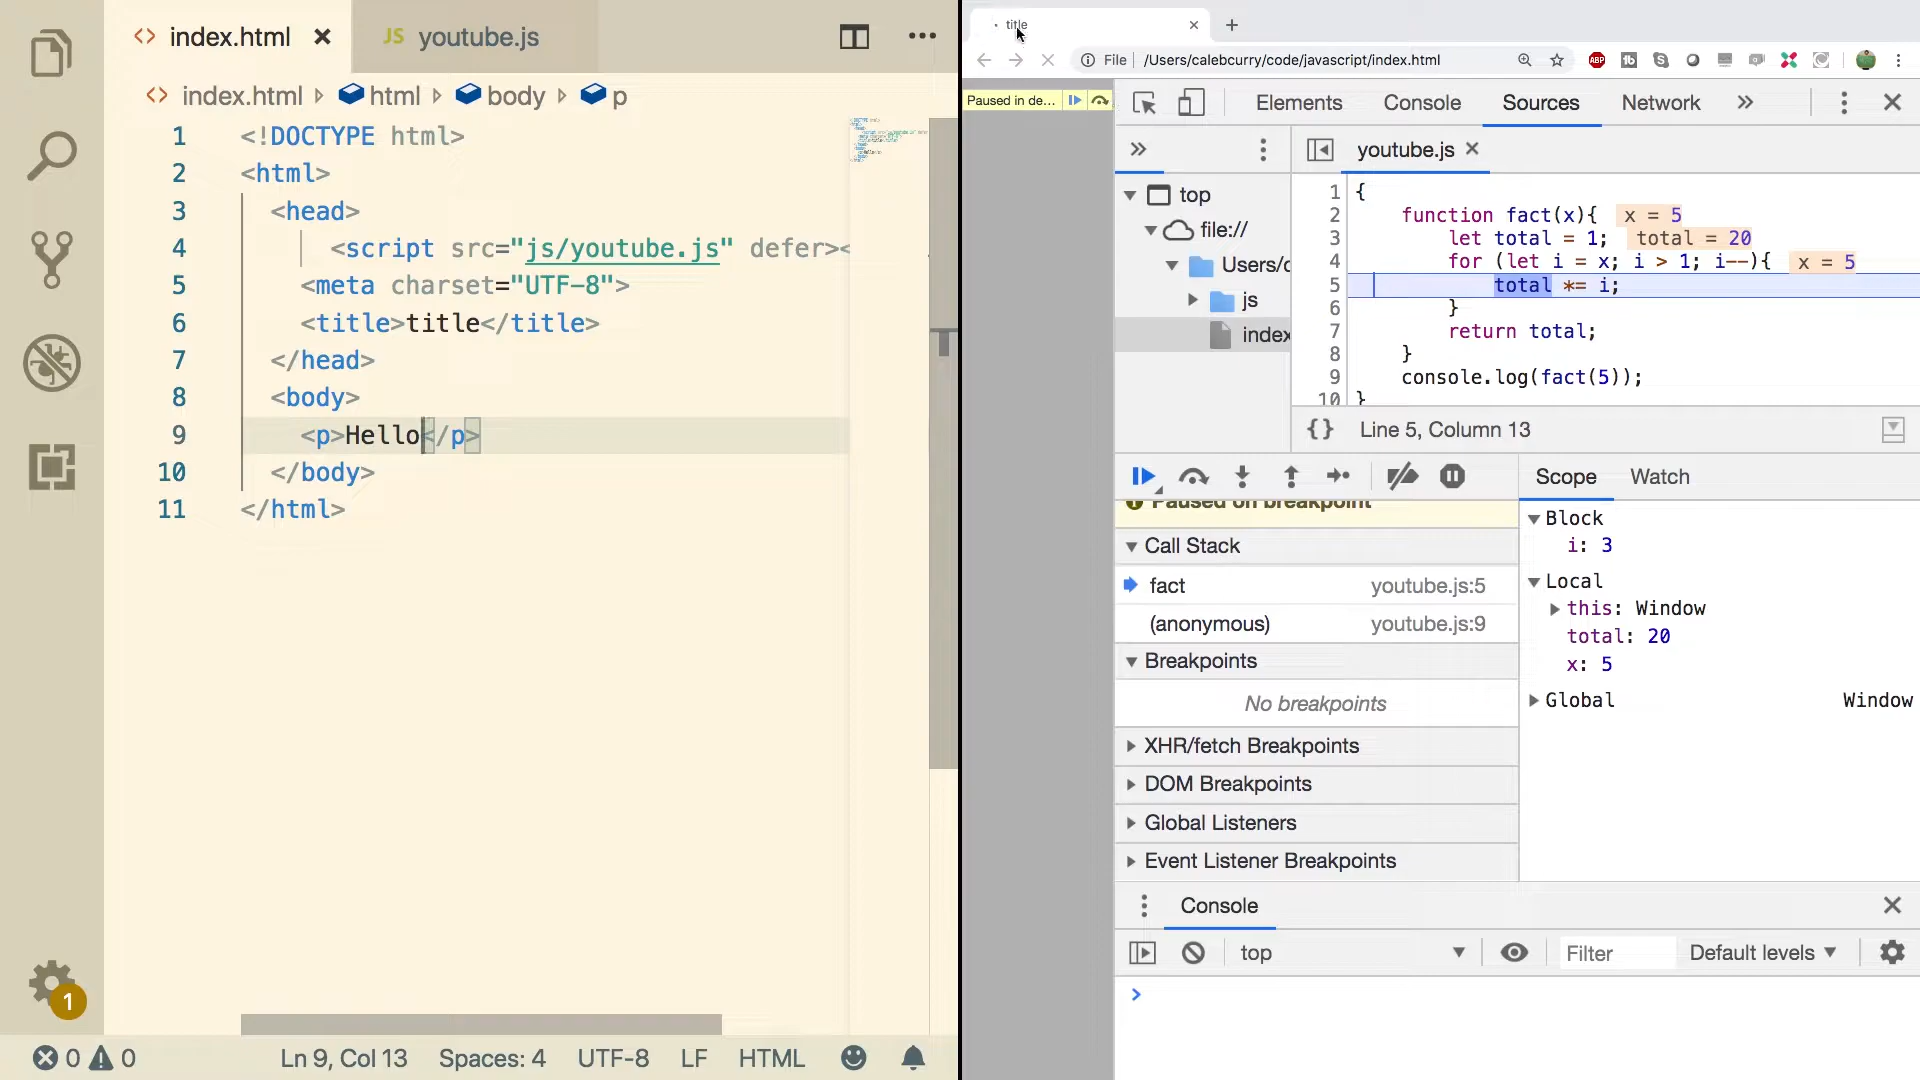 index.html
JS youtube.js
index.html html body p
1 <!DOCTYPE html>
2 <html>
3 <head>
4 <script src="js/youtube.js" defer><
5 <meta charset="UTF-8">
6 <title>title</title>
7 </head>
8 <body>
9 <p>Hello</p>
10 </body>
11 </html>
1
0 0 Ln 9, Col 13 Spaces: 4 UTF-8 LF HTML
title
File /Users/calebcurry/code/javascript/index.html
ABP
Paused in de...
Elements Console Sources Network
youtube.js
top
file://
Users/c
js
index
1 {
2 function fact(x){ x = 5
3 let total = 1; total = 20
4 for (let i = x; i > 1; i--){ x = 5
5 total *= i;
6 }
7 return total;
8 }
9 console.log(fact(5));
10 }
{} Line 5, Column 13
Scope Watch
Paused on breakpoint
Call Stack
fact youtube.js:5
(anonymous) youtube.js:9
Breakpoints
No breakpoints
XHR/fetch Breakpoints
DOM Breakpoints
Global Listeners
Event Listener Breakpoints
Block
i: 3
Local
this: Window
total: 20
x: 5
Global Window
Console
top Filter Default levels
>